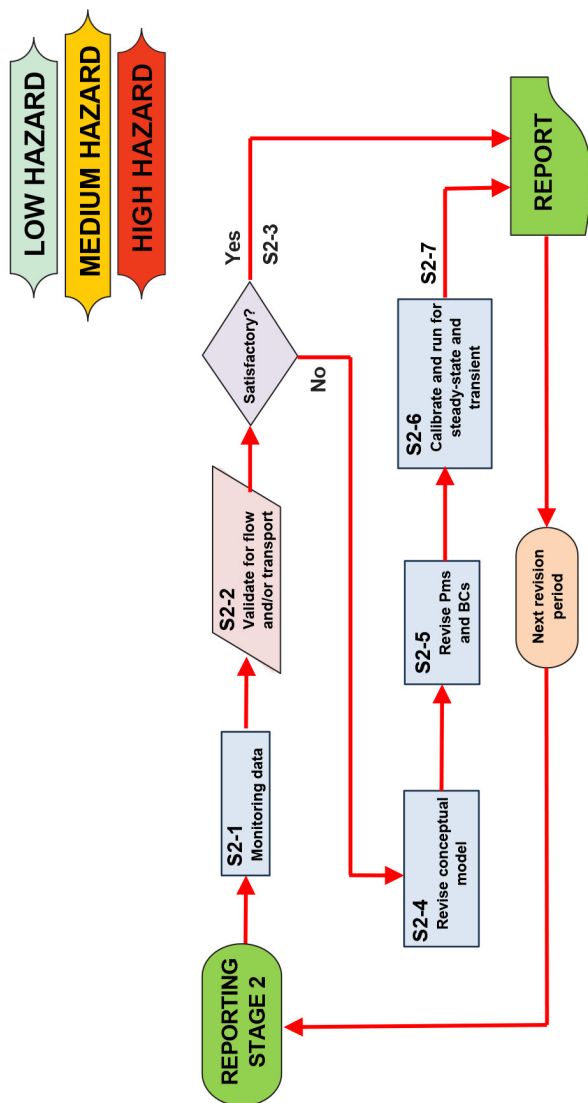 LOW HAZARD
MEDIUM HAZARD
HIGH HAZARD
REPORTING
STAGE 2
S2-1
Monitoring data
S2-2
Validate for flow
and/or transport
Satisfactory?
Yes
S2-3
No
S2-4
Revise conceptual
model
S2-5
Revise Pms
and BCs
S2-6
Calibrate and run for
steady-state and
transient
S2-7
REPORT
Next revision
period